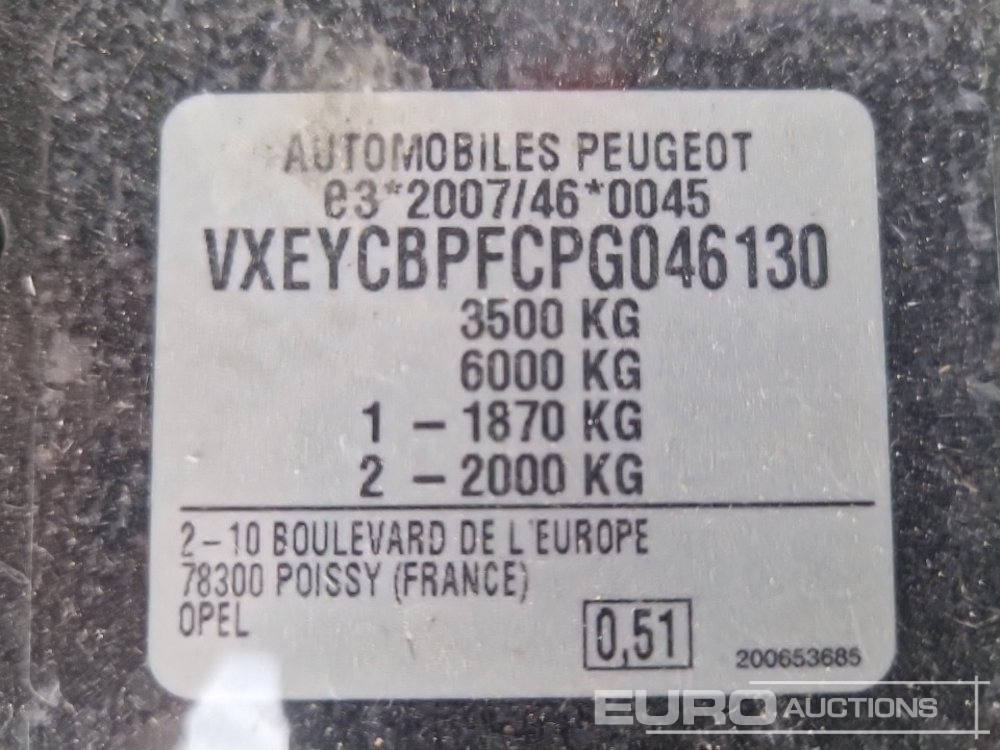 AUTOMOBILES PEUGEOT
e3*2007/46*0045
VXEYCBPFCPG046130
3500 KG
6000 KG
1 – 1870 KG
2 – 2000 KG
2–10 BOULEVARD DE L'EUROPE
78300 POISSY (FRANCE)
OPEL
0,51
200653685
EURO AUCTIONS